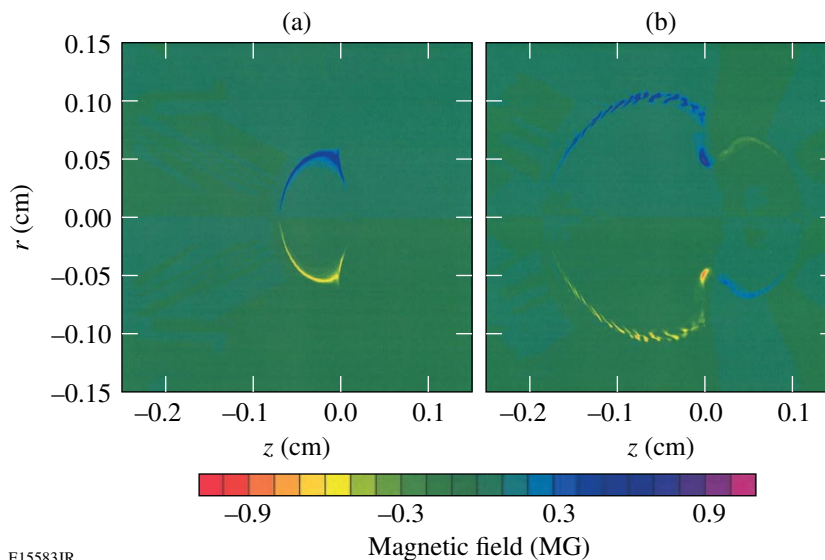 (a)
(b)
0.15
0.10
0.05
0.00
–0.05
–0.10
–0.15
r (cm)
–0.2 –0.1 0.0 0.1
–0.2 –0.1 0.0 0.1
z (cm)
z (cm)
–0.9 –0.3 0.3 0.9
Magnetic field (MG)
E15583JR